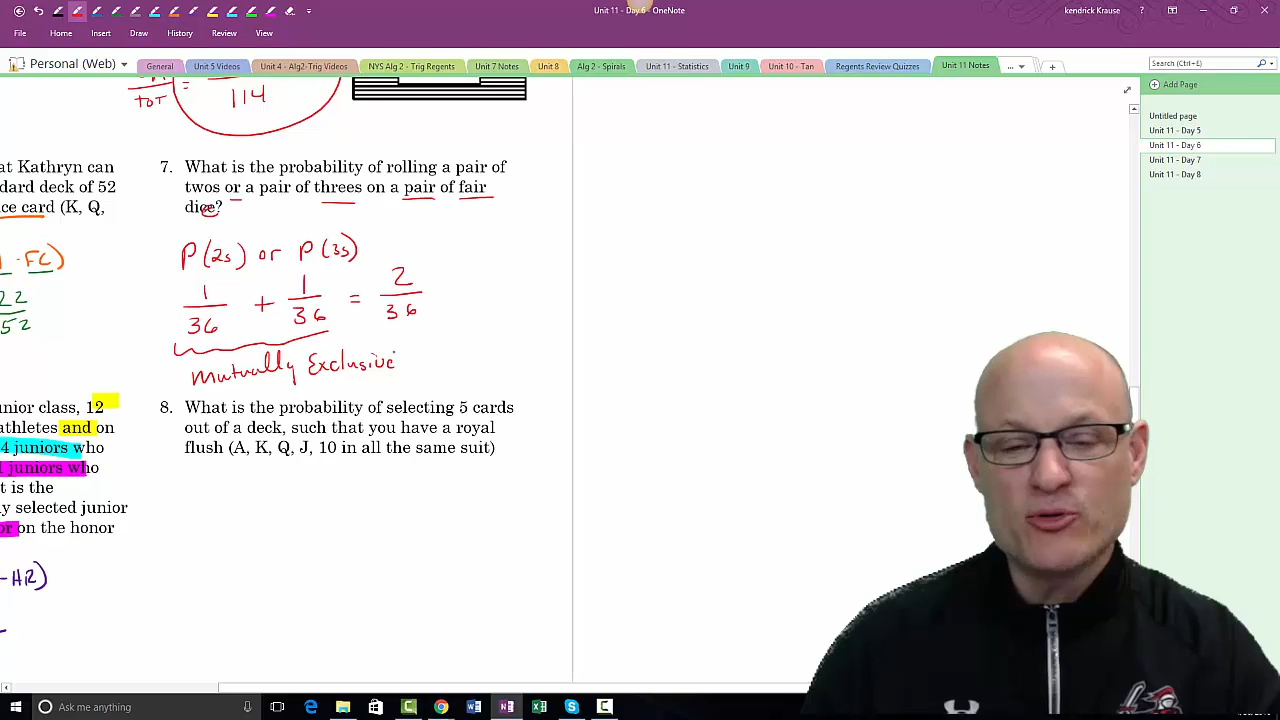 Unit 11 - Day 6 - OneNote
kendrick Krause
File Home Insert Draw History Review View
Personal (Web)
General
Unit 5 Videos
Unit 4 - Alg2-Trig Videos
NYS Alg 2 - Trig Regents
Unit 7 Notes
Unit 8
Alg 2 - Spirals
Unit 11 - Statistics
Unit 9
Unit 10 - Tan
Regents Review Quizzes
Unit 11 Notes
Search (Ctrl+E)
Add Page
Untitled page
Unit 11 - Day 5
Unit 11 - Day 6
Unit 11 - Day 7
Unit 11 - Day 8
TOT = 114
at Kathryn can
dard deck of 52
ce card (K, Q,
· FC)
22
52
7. What is the probability of rolling a pair of
twos or a pair of threes on a pair of fair
dice?
P(2s) or P(3s)
1/36 + 1/36 = 2/36
Mutually Exclusive
nior class, 12
athletes and on
4 juniors who
1 juniors who
t is the
y selected junior
or on the honor
-HR)
8. What is the probability of selecting 5 cards
out of a deck, such that you have a royal
flush (A, K, Q, J, 10 in all the same suit)
Ask me anything